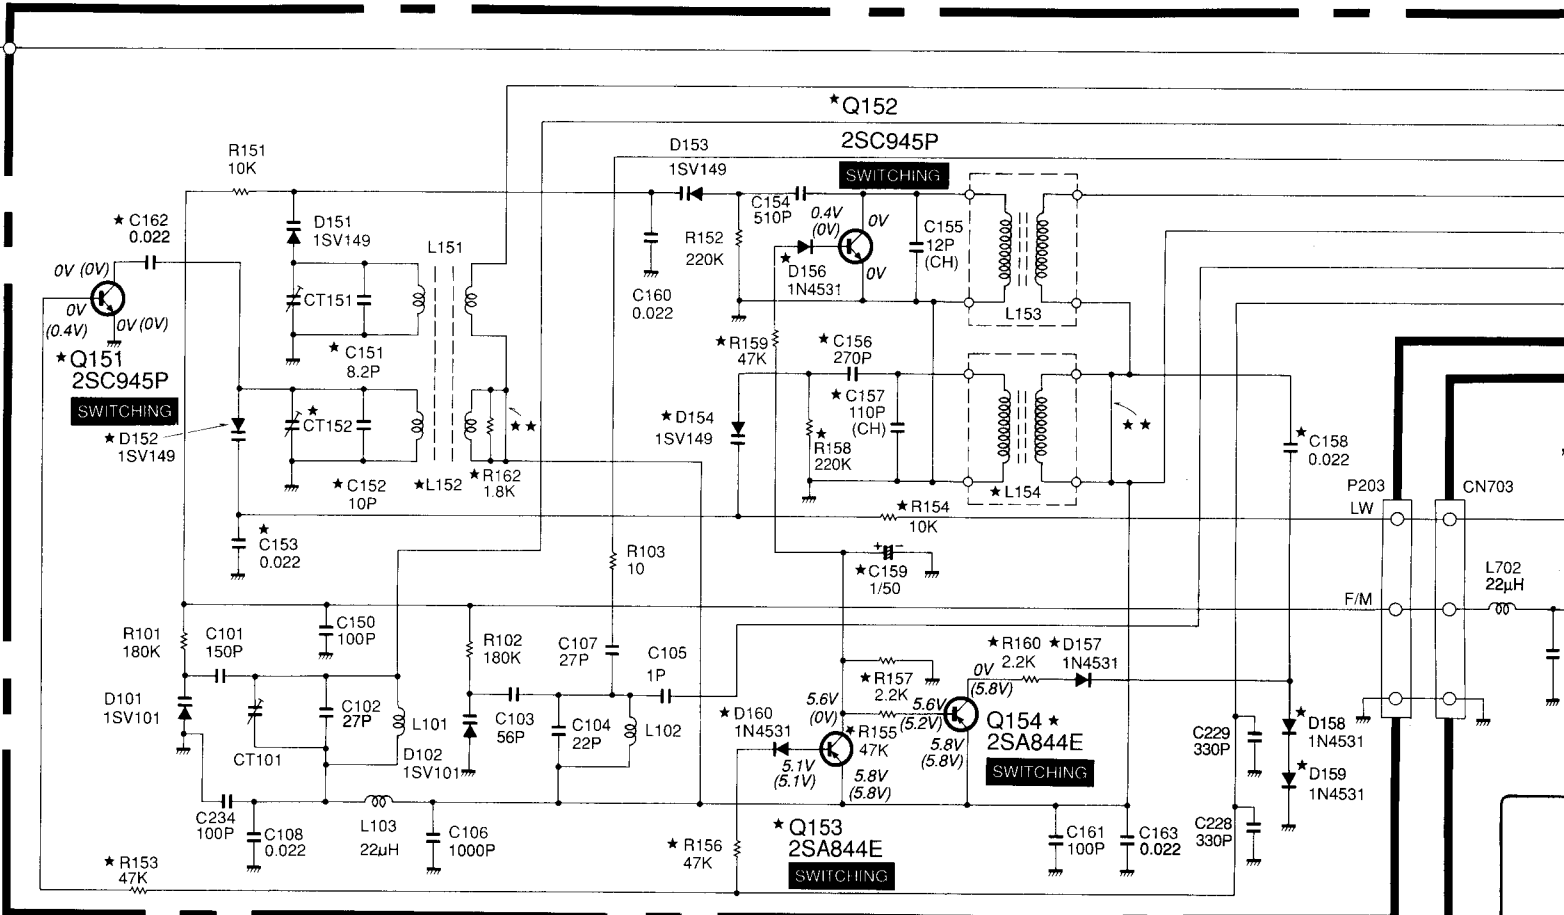 ★Q152
2SC945P
SWITCHING
D153
1SV149
R151
10K
★ C162
0.022
D151
1SV149
L151
C154
510P
0.4V
(0V)
0V
C155
12P
(CH)
R152
220K
★
D156
1N4531
0V
0V (0V)
0V
(0.4V)
0V (0V)
CT151
C160
0.022
L153
★Q151
2SC945P
SWITCHING
★ C151
8.2P
★R159
47K
★ C156
270P
★ C157
110P
(CH)
★
CT152
★★
★ D154
1SV149
★
R158
220K
★★
★ D152
1SV149
★ C158
0.022
★C152
10P
★L152
★R162
1.8K
★L154
P203
LW
CN703
★R154
10K
★
C153
0.022
R103
10
★C159
1/50
L702
22µH
F/M
R101
180K
C101
150P
C150
100P
R102
180K
C107
27P
C105
1P
★R160
2.2K
★ D157
1N4531
★R157
2.2K
0V
(5.8V)
D101
1SV101
C102
27P
L101
C103
56P
C104
22P
L102
★D160
1N4531
5.6V
(0V)
5.6V
(5.2V)
Q154 ★
2SA844E
SWITCHING
★R155
47K
5.8V
(5.8V)
C229
330P
★D158
1N4531
CT101
D102
1SV101
5.1V
(5.1V)
5.8V
(5.8V)
★D159
1N4531
C234
100P
C108
0.022
L103
22µH
C106
1000P
★ Q153
2SA844E
SWITCHING
C161
100P
C163
0.022
C228
330P
★ R156
47K
★R153
47K